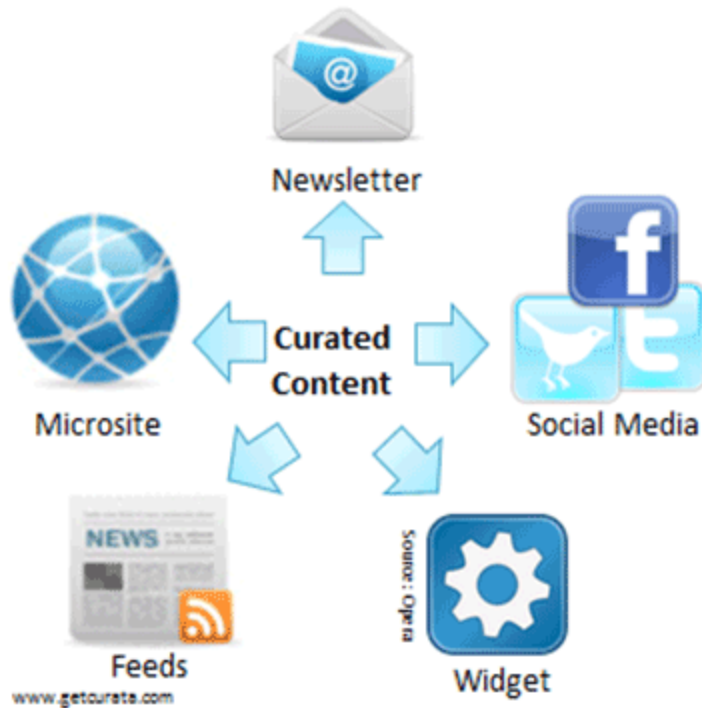 Newsletter
Curated
Content
Microsite
Social Media
NEWS
Source : Opera
Feeds
Widget
www.getcurata.com